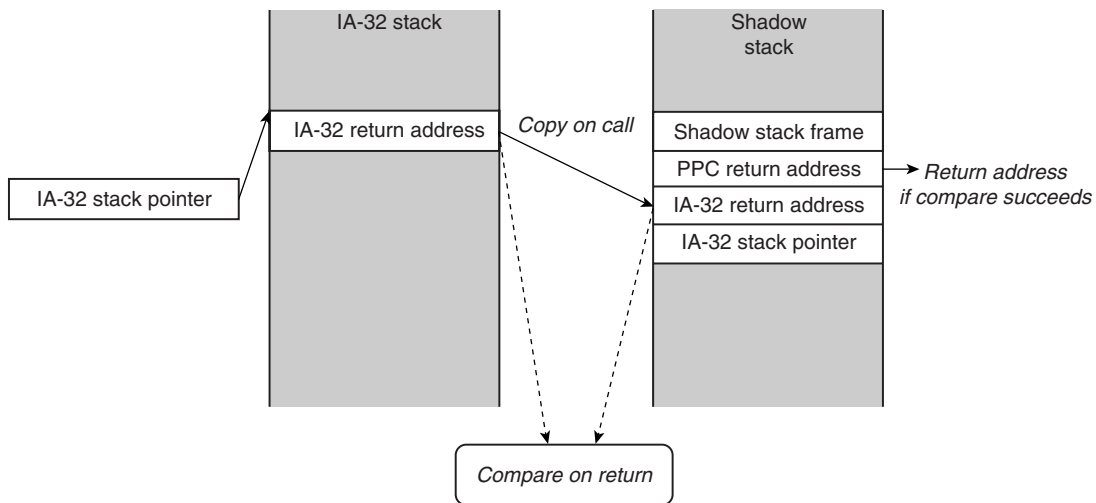 IA-32 stack
Shadow
stack
IA-32 return address
Copy on call
Shadow stack frame
PPC return address
Return address
if compare succeeds
IA-32 stack pointer
IA-32 return address
IA-32 stack pointer
Compare on return